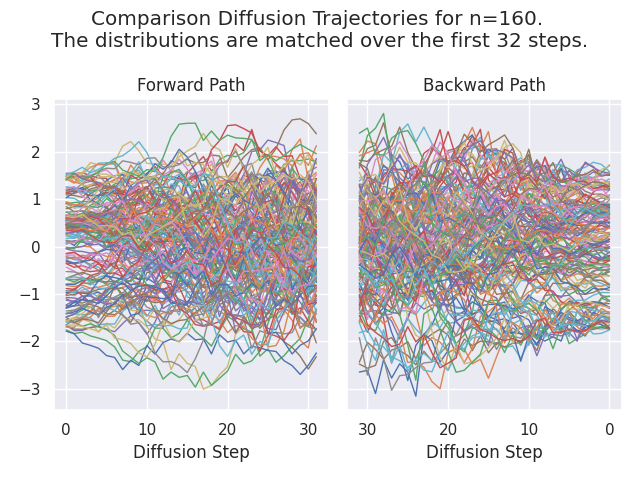 Comparison Diffusion Trajectories for n=160.
The distributions are matched over the first 32 steps.
Forward Path
Backward Path
3
2
1
0
−1
−2
−3
0 10 20 30
30 20 10 0
Diffusion Step
Diffusion Step